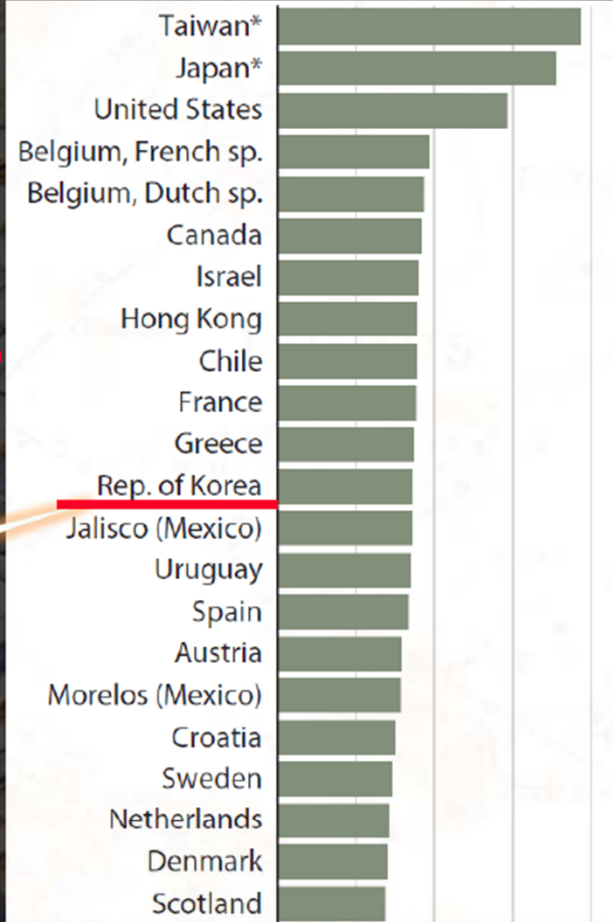 Taiwan*
Japan*
United States
Belgium, French sp.
Belgium, Dutch sp.
Canada
Israel
Hong Kong
Chile
France
Greece
Rep. of Korea
Jalisco (Mexico)
Uruguay
Spain
Austria
Morelos (Mexico)
Croatia
Sweden
Netherlands
Denmark
Scotland